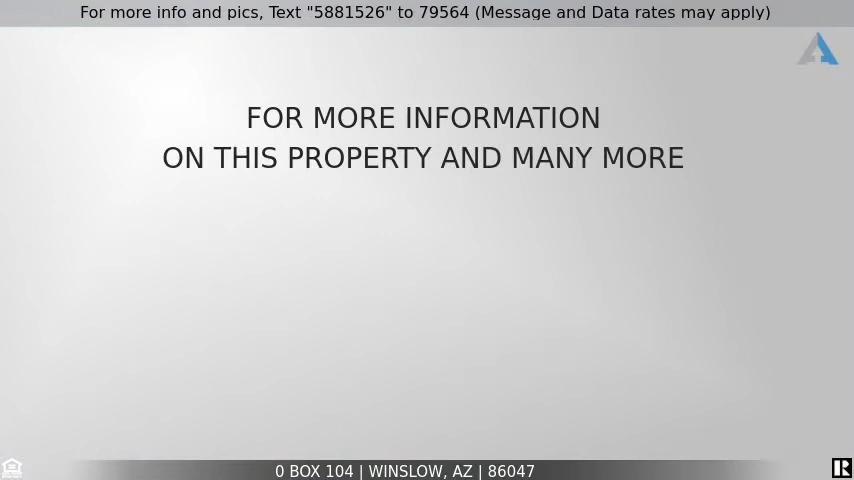 For more info and pics, Text "5881526" to 79564 (Message and Data rates may apply)
FOR MORE INFORMATION
ON THIS PROPERTY AND MANY MORE
0 BOX 104 | WINSLOW, AZ | 86047